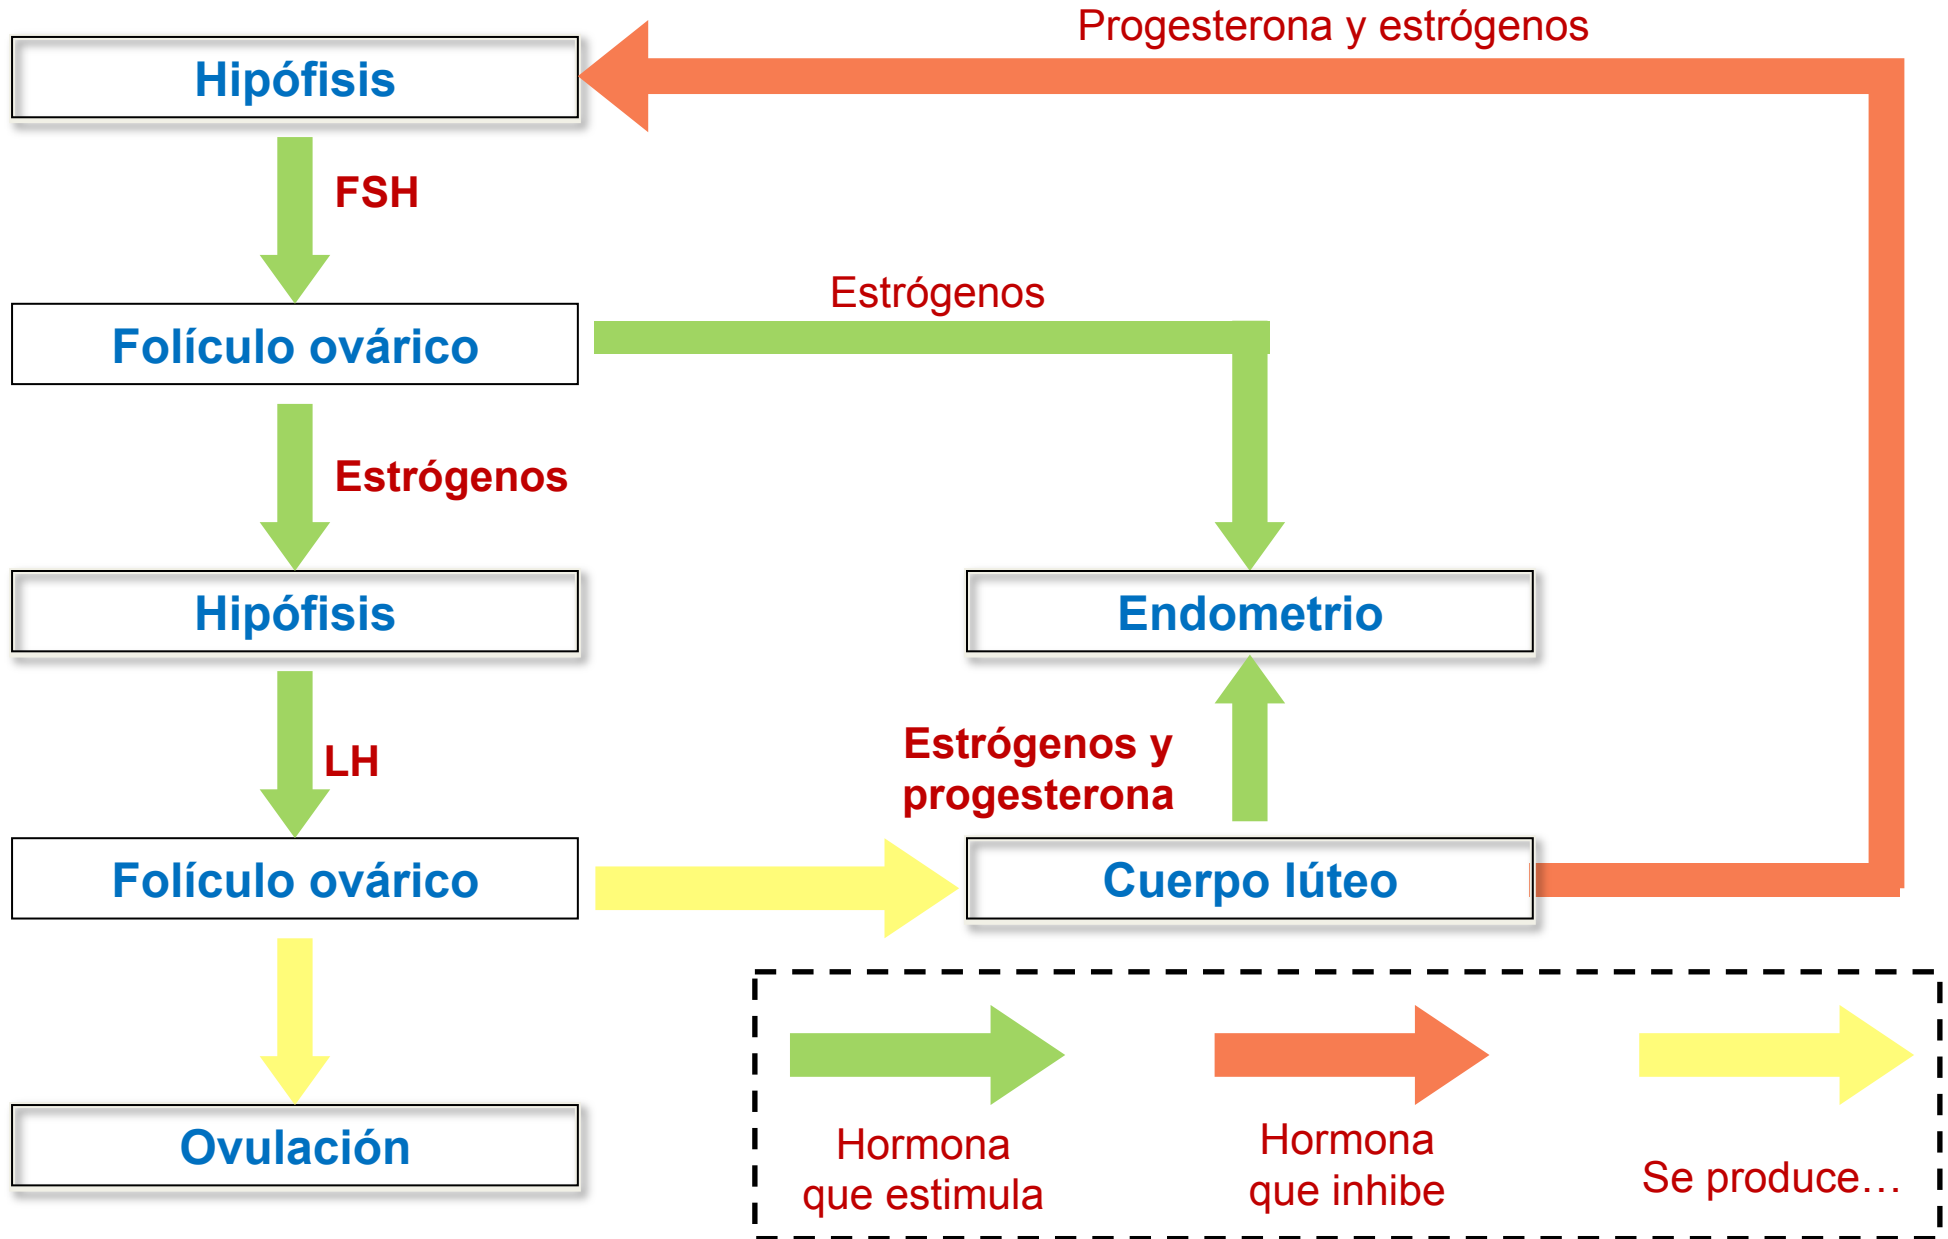 Progesterona y estrógenos
Hipófisis
FSH
Estrógenos
Folículo ovárico
Estrógenos
Hipófisis
Endometrio
LH
Estrógenos y
progesterona
Folículo ovárico
Cuerpo lúteo
Ovulación
Hormona
que estimula
Hormona
que inhibe
Se produce…